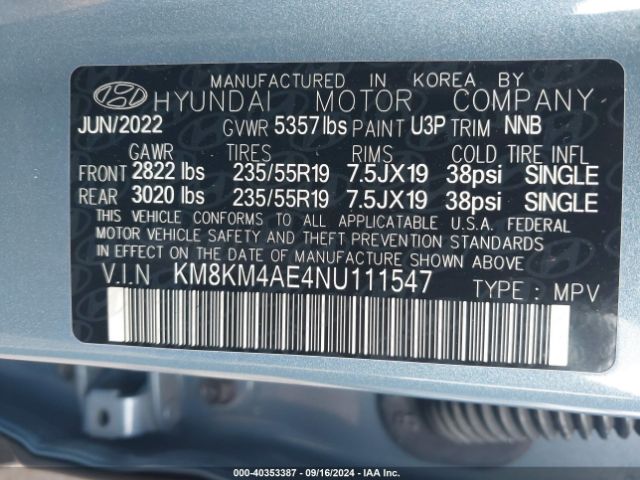 MANUFACTURED IN KOREA BY
HYUNDAI MOTOR COMPANY
JUN/2022 GVWR 5357 lbs PAINT U3P TRIM NNB
GAWR TIRES RIMS COLD TIRE INFL
FRONT 2822 lbs 235/55R19 7.5JX19 38psi SINGLE
REAR 3020 lbs 235/55R19 7.5JX19 38psi SINGLE
THIS VEHICLE CONFORMS TO ALL APPLICABLE U.S.A. FEDERAL
MOTOR VEHICLE SAFETY AND THEFT PREVENTION STANDARDS
IN EFFECT ON THE DATE OF MANUFACTURE SHOWN ABOVE
V.I.N KM8KM4AE4NU111547 TYPE : MPV
000-40353387 - 09/16/2024 - IAAI.COM